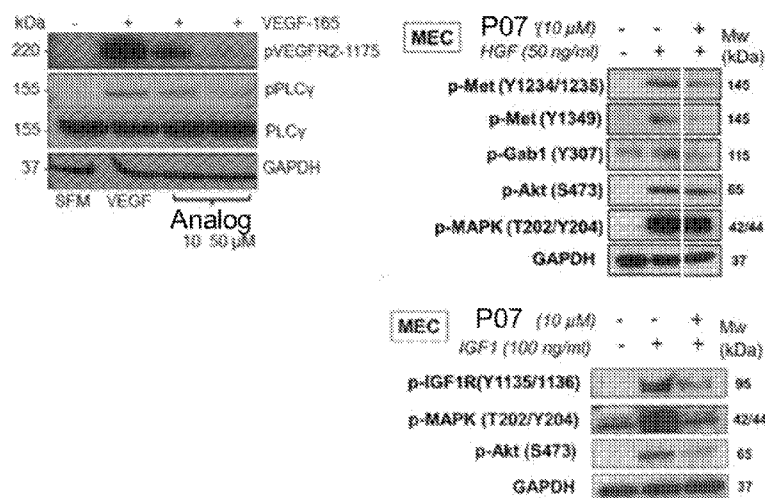 kDa - + + + VEGF-165
220 pVEGFR2-1175
155 pPLCγ
155 PLCγ
37 GAPDH
SFM VEGF
Analog
10 50 µM
MEC P07 (10 µM) - - + Mw
HGF (50 ng/ml) - + + (kDa)
p-Met (Y1234/1235) 145
p-Met (Y1349) 145
p-Gab1 (Y307) 115
p-Akt (S473) 65
p-MAPK (T202/Y204) 42/44
GAPDH 37
MEC P07 (10 µM) - - + Mw
IGF1 (100 ng/ml) - + + (kDa)
p-IGF1R(Y1135/1136) 95
p-MAPK (T202/Y204) 42/44
p-Akt (S473) 65
GAPDH 37